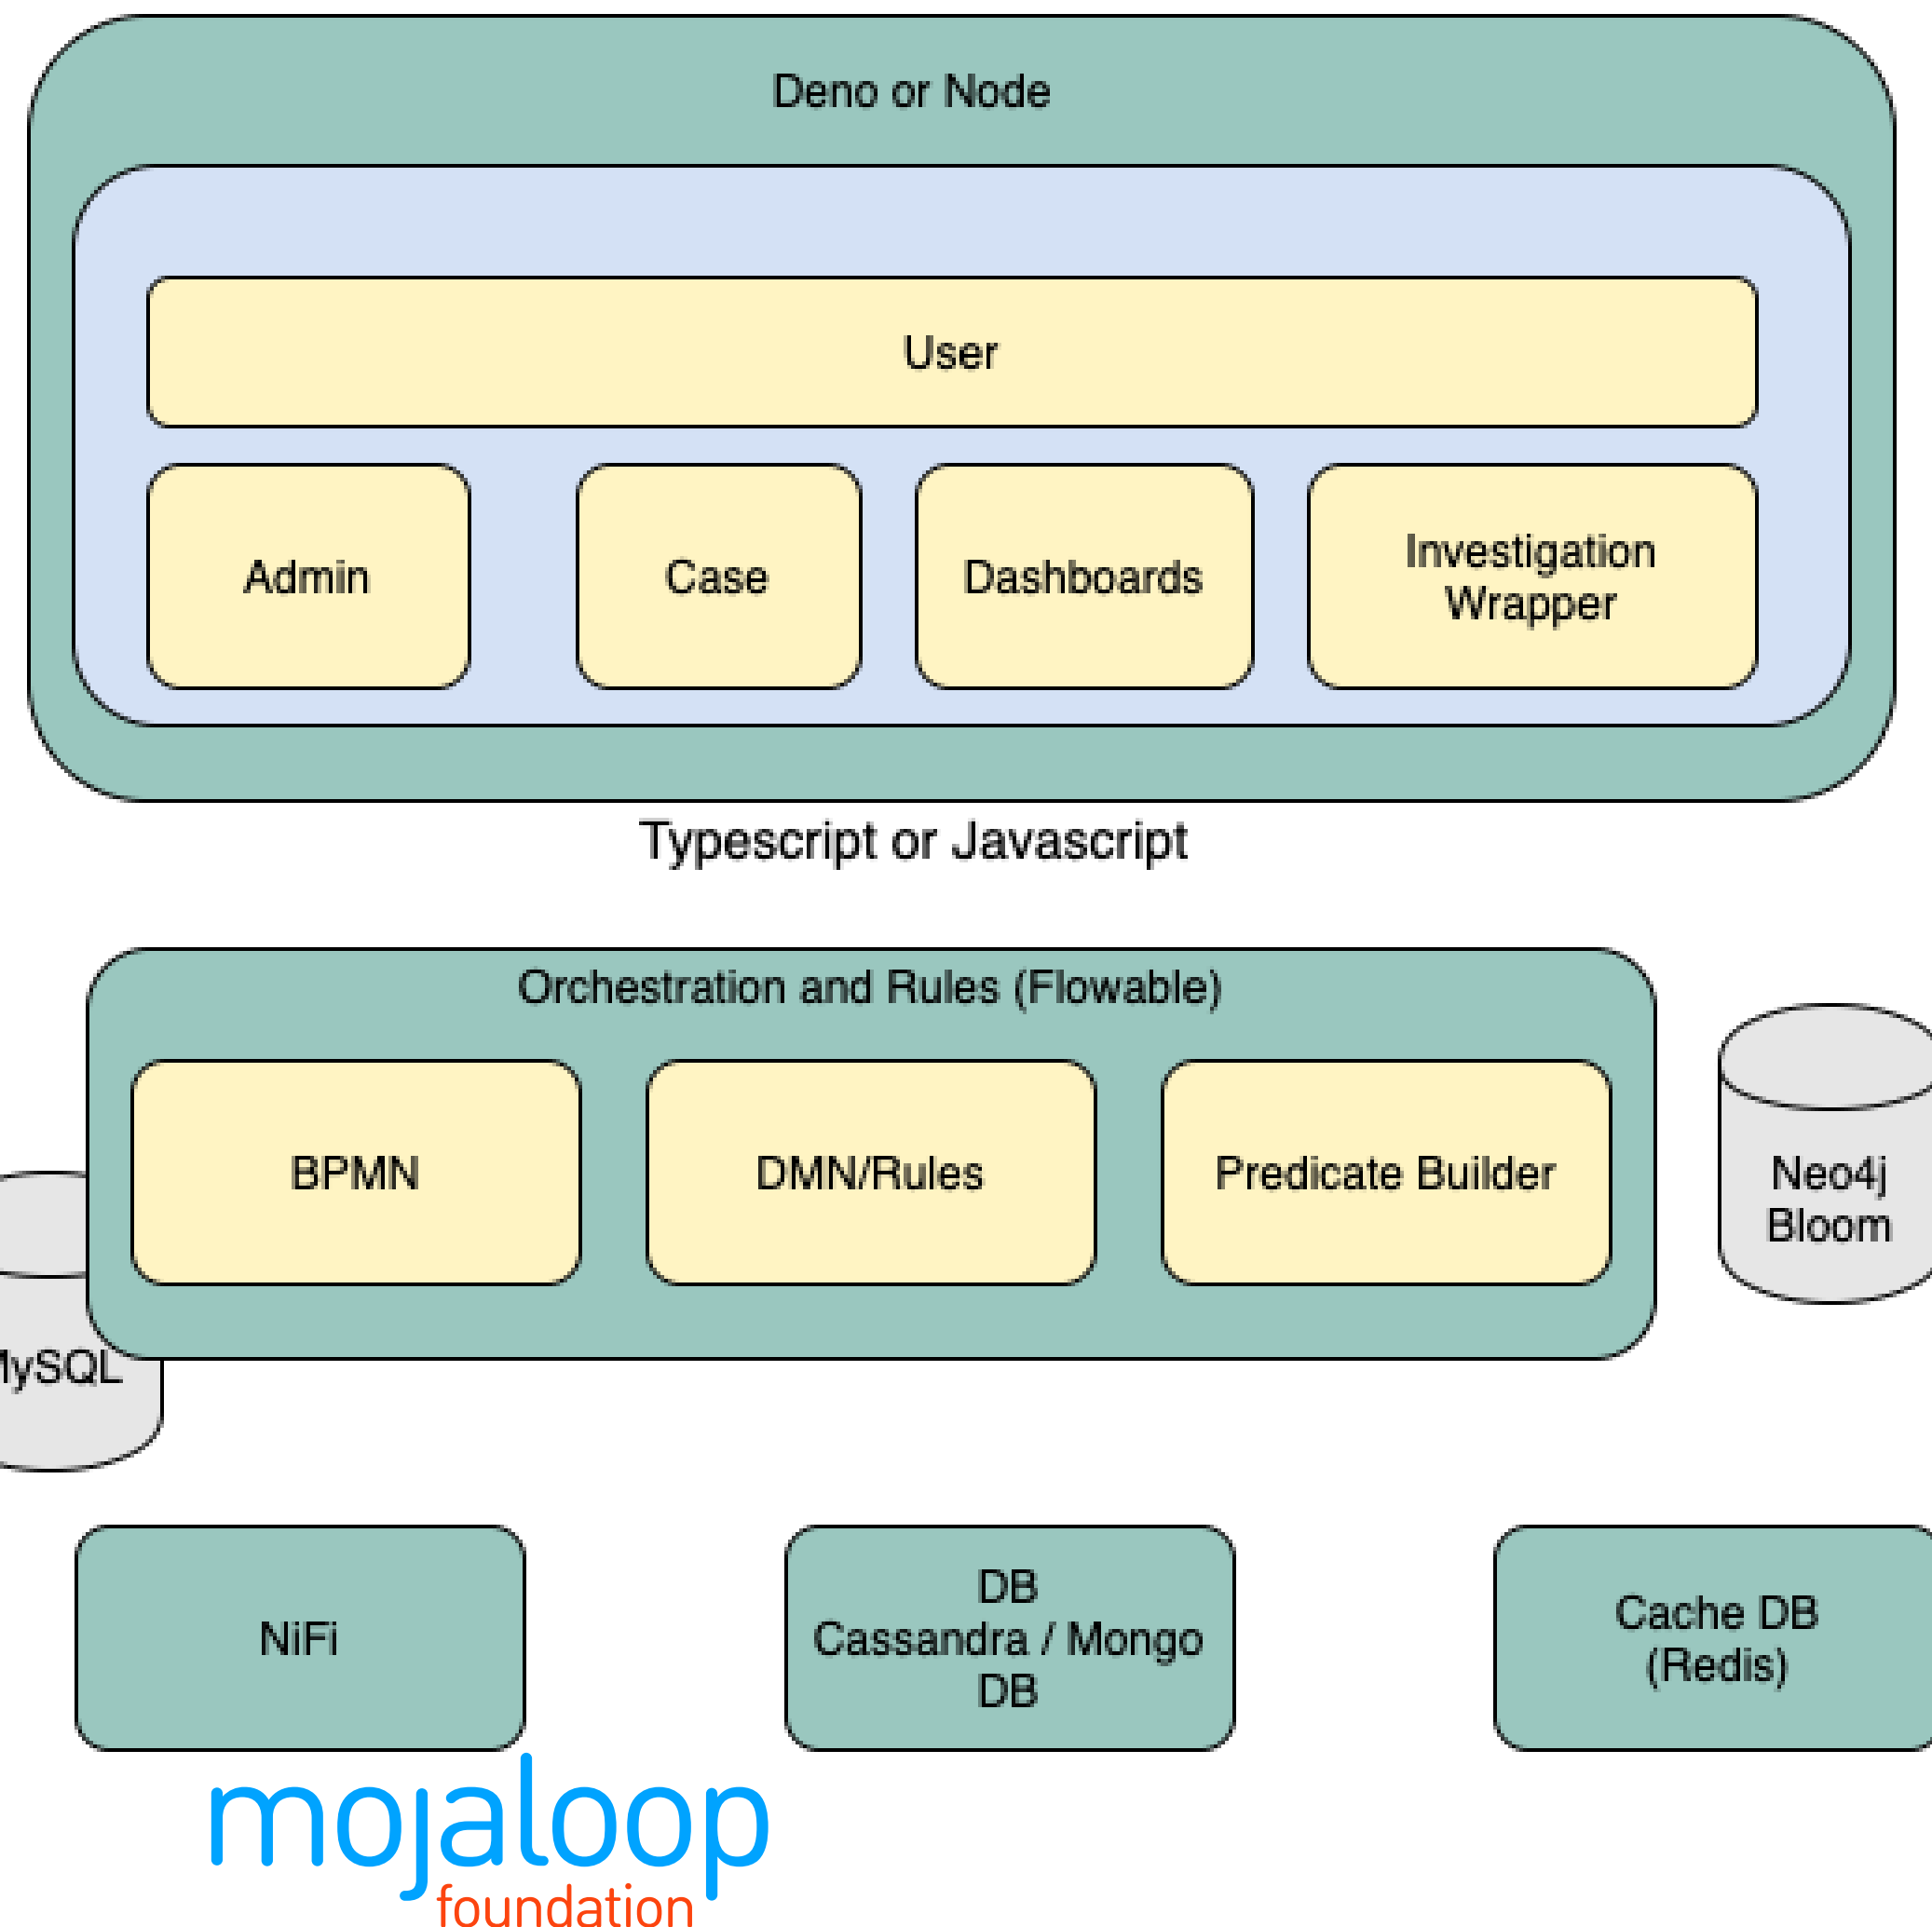 Deno or Node
User
Admin
Case
Dashboards
Investigation
Wrapper
Typescript or Javascript
Orchestration and Rules (Flowable)
BPMN
DMN/Rules
Predicate Builder
Neo4j
Bloom
MySQL
NiFi
DB
Cassandra / Mongo
DB
Cache DB
(Redis)
mojaloop
foundation